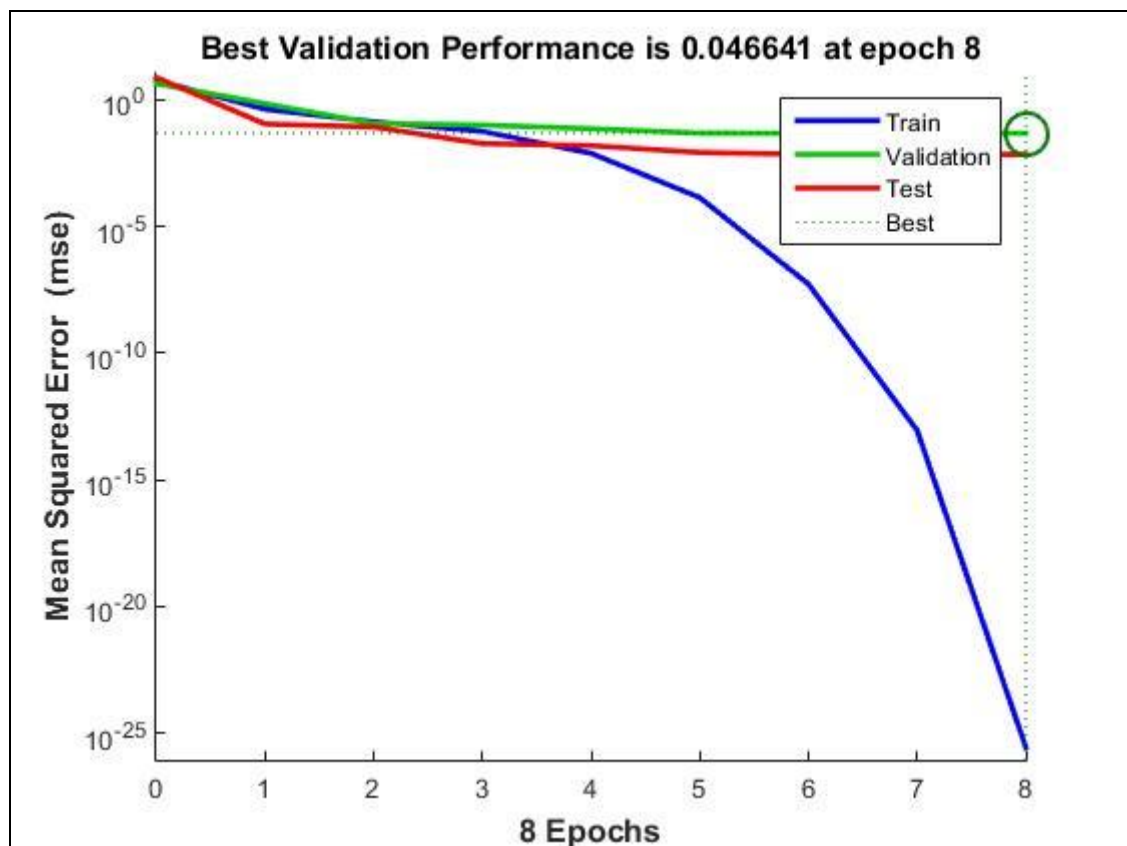 Best Validation Performance is 0.046641 at epoch 8
Mean Squared Error (mse)
10^0
10^-5
10^-10
10^-15
10^-20
10^-25
Train
Validation
Test
Best
0 1 2 3 4 5 6 7 8
8 Epochs